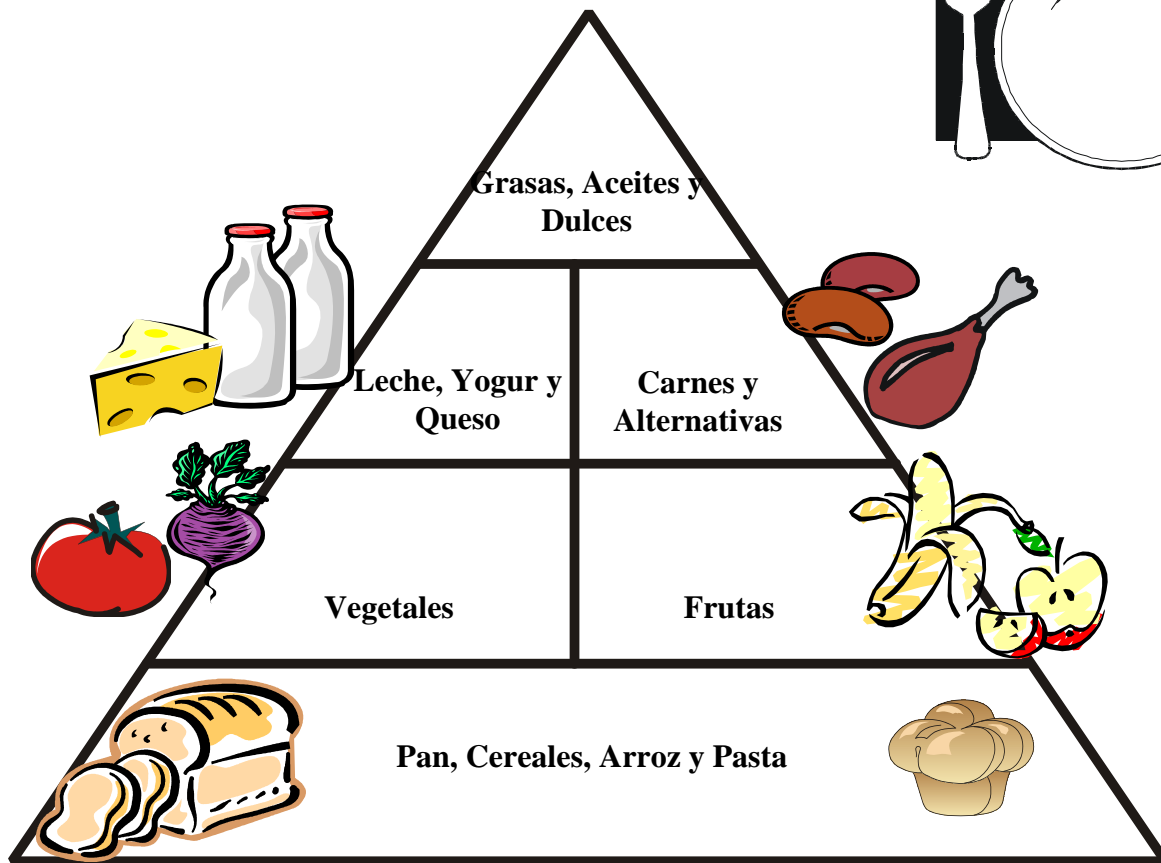 Grasas, Aceites y
Dulces
Leche, Yogur y
Queso
Carnes y
Alternativas
Vegetales
Frutas
Pan, Cereales, Arroz y Pasta